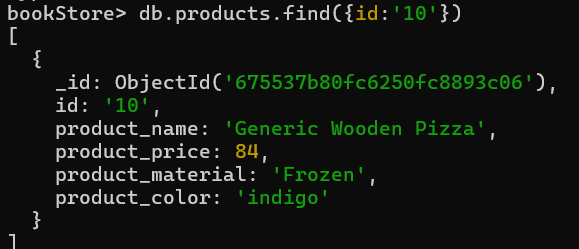 bookStore> db.products.find({id:'10'})
[
  {
    _id: ObjectId('675537b80fc6250fc8893c06'),
    id: '10',
    product_name: 'Generic Wooden Pizza',
    product_price: 84,
    product_material: 'Frozen',
    product_color: 'indigo'
  }
]